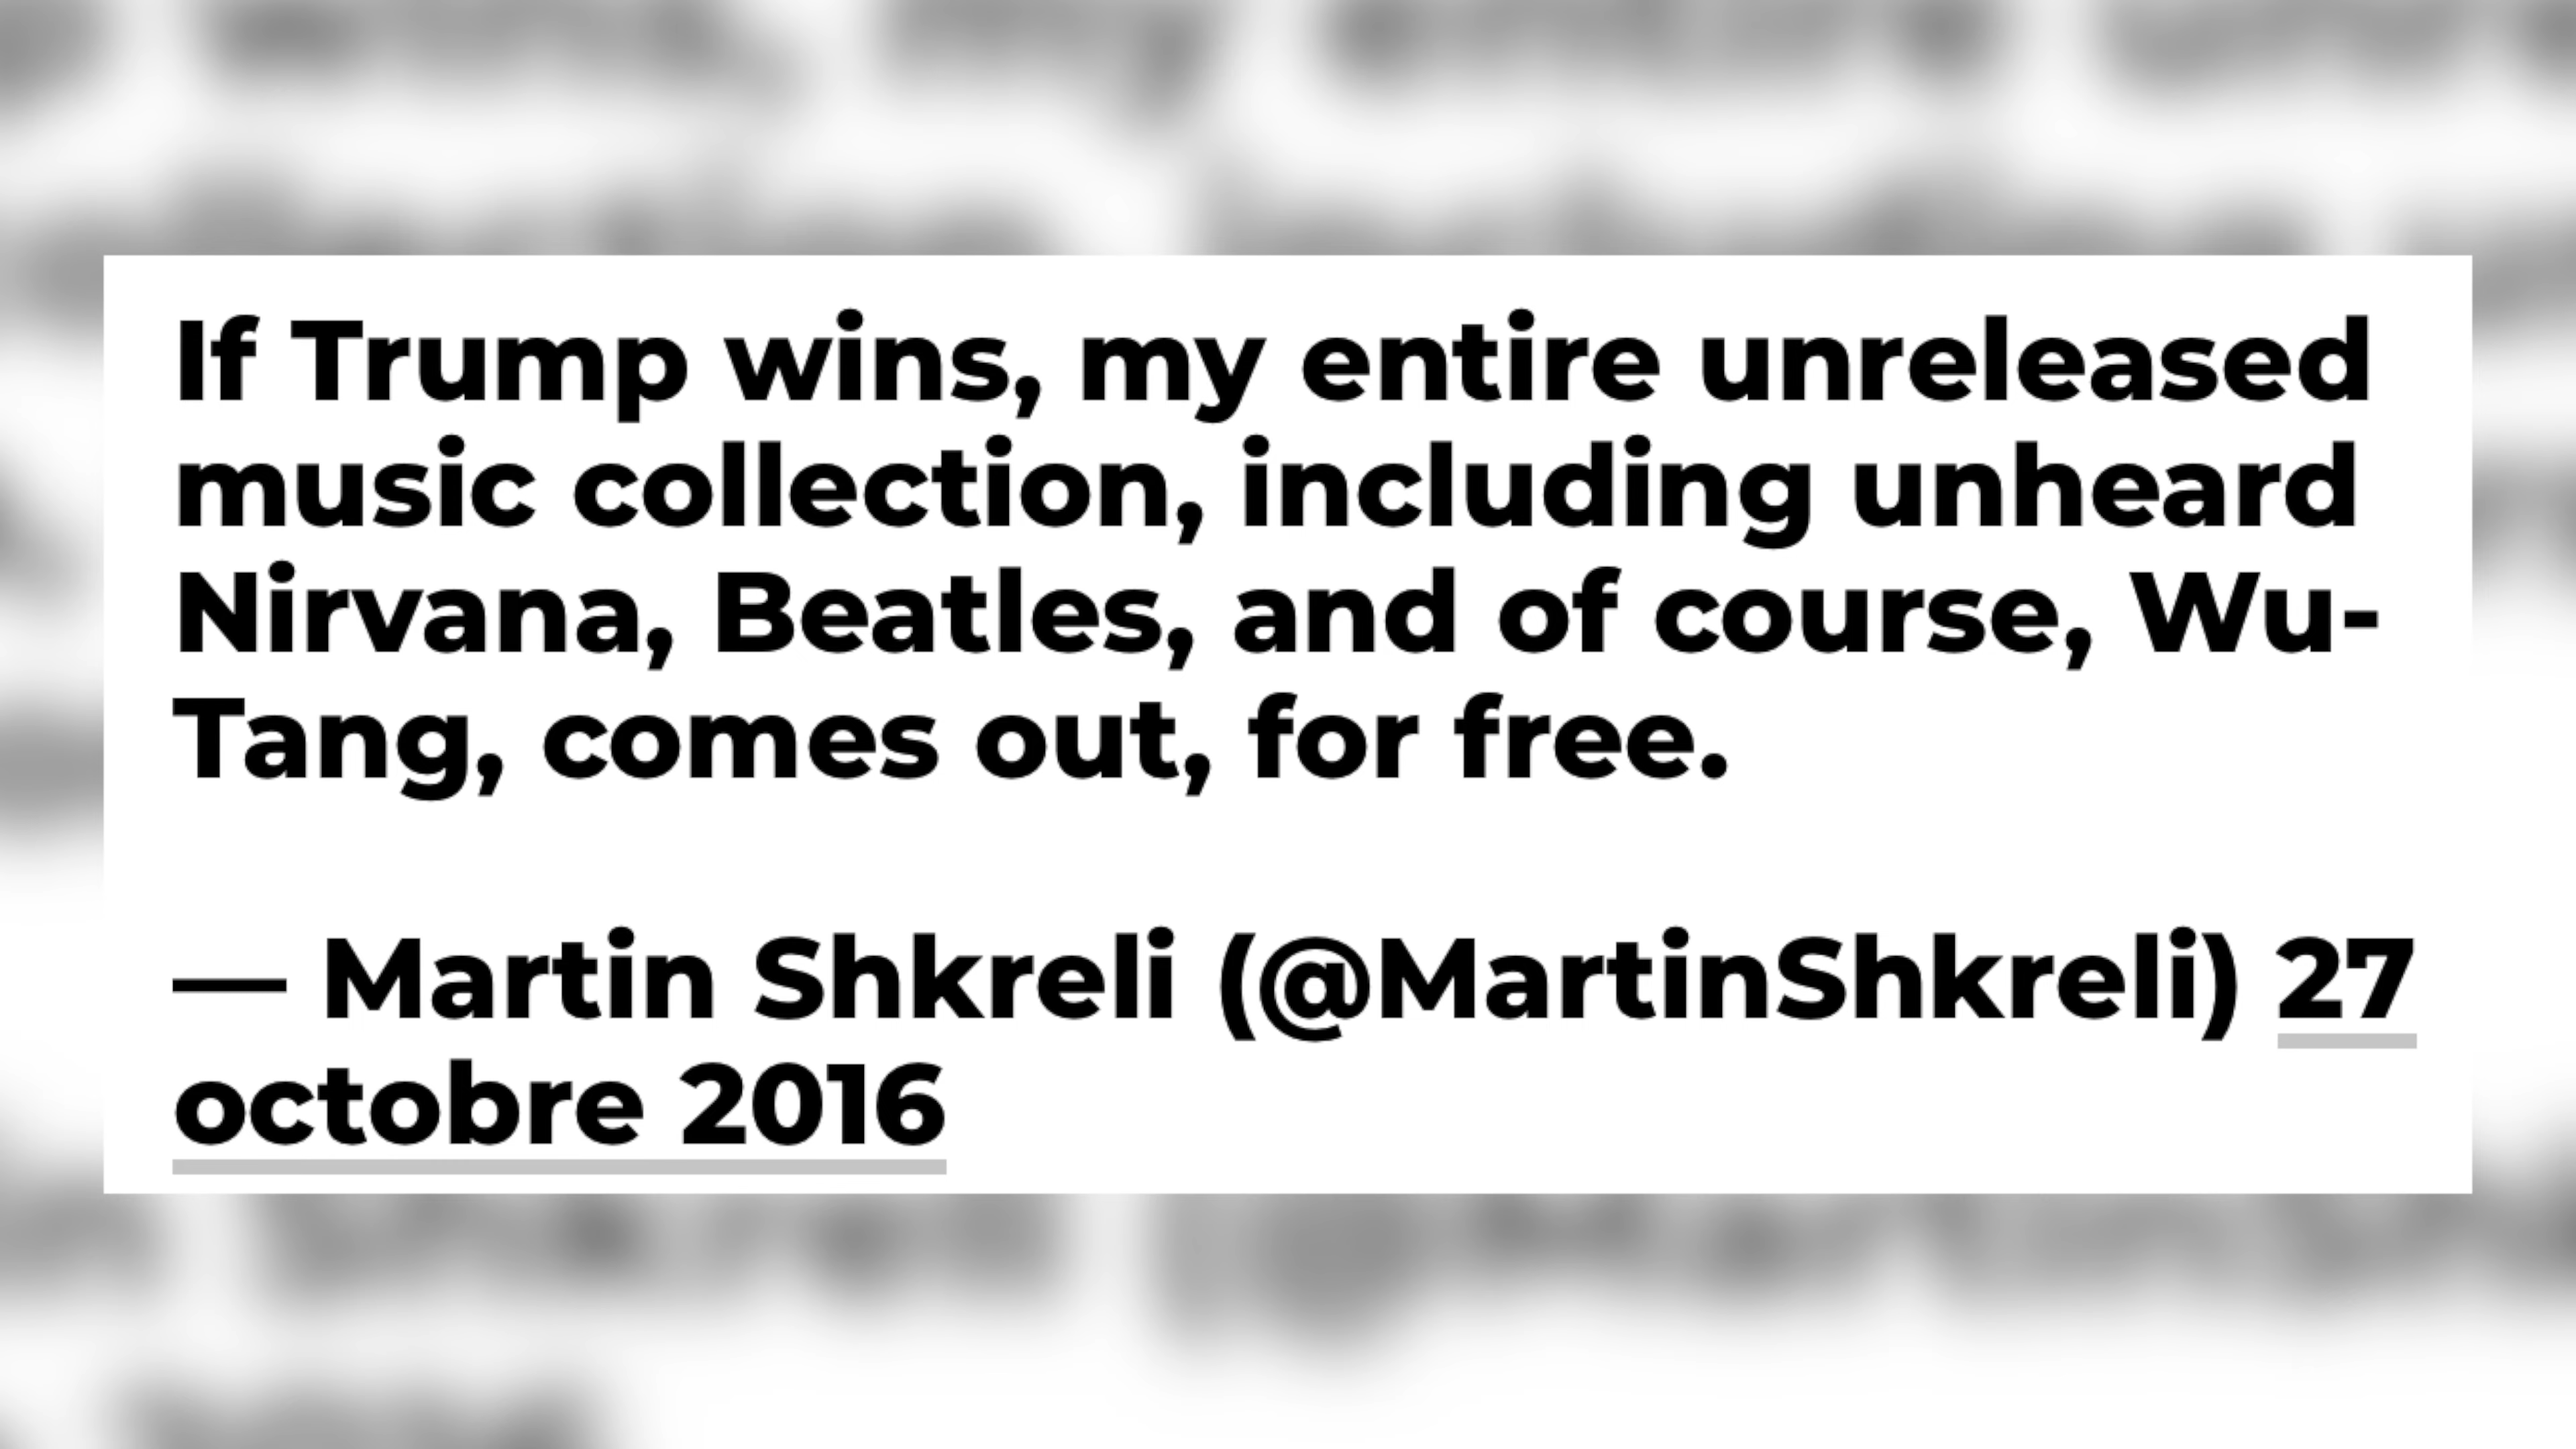 If Trump wins, my entire unreleased
music collection, including unheard
Nirvana, Beatles, and of course, Wu-
Tang, comes out, for free.
— Martin Shkreli (@MartinShkreli) 27
octobre 2016